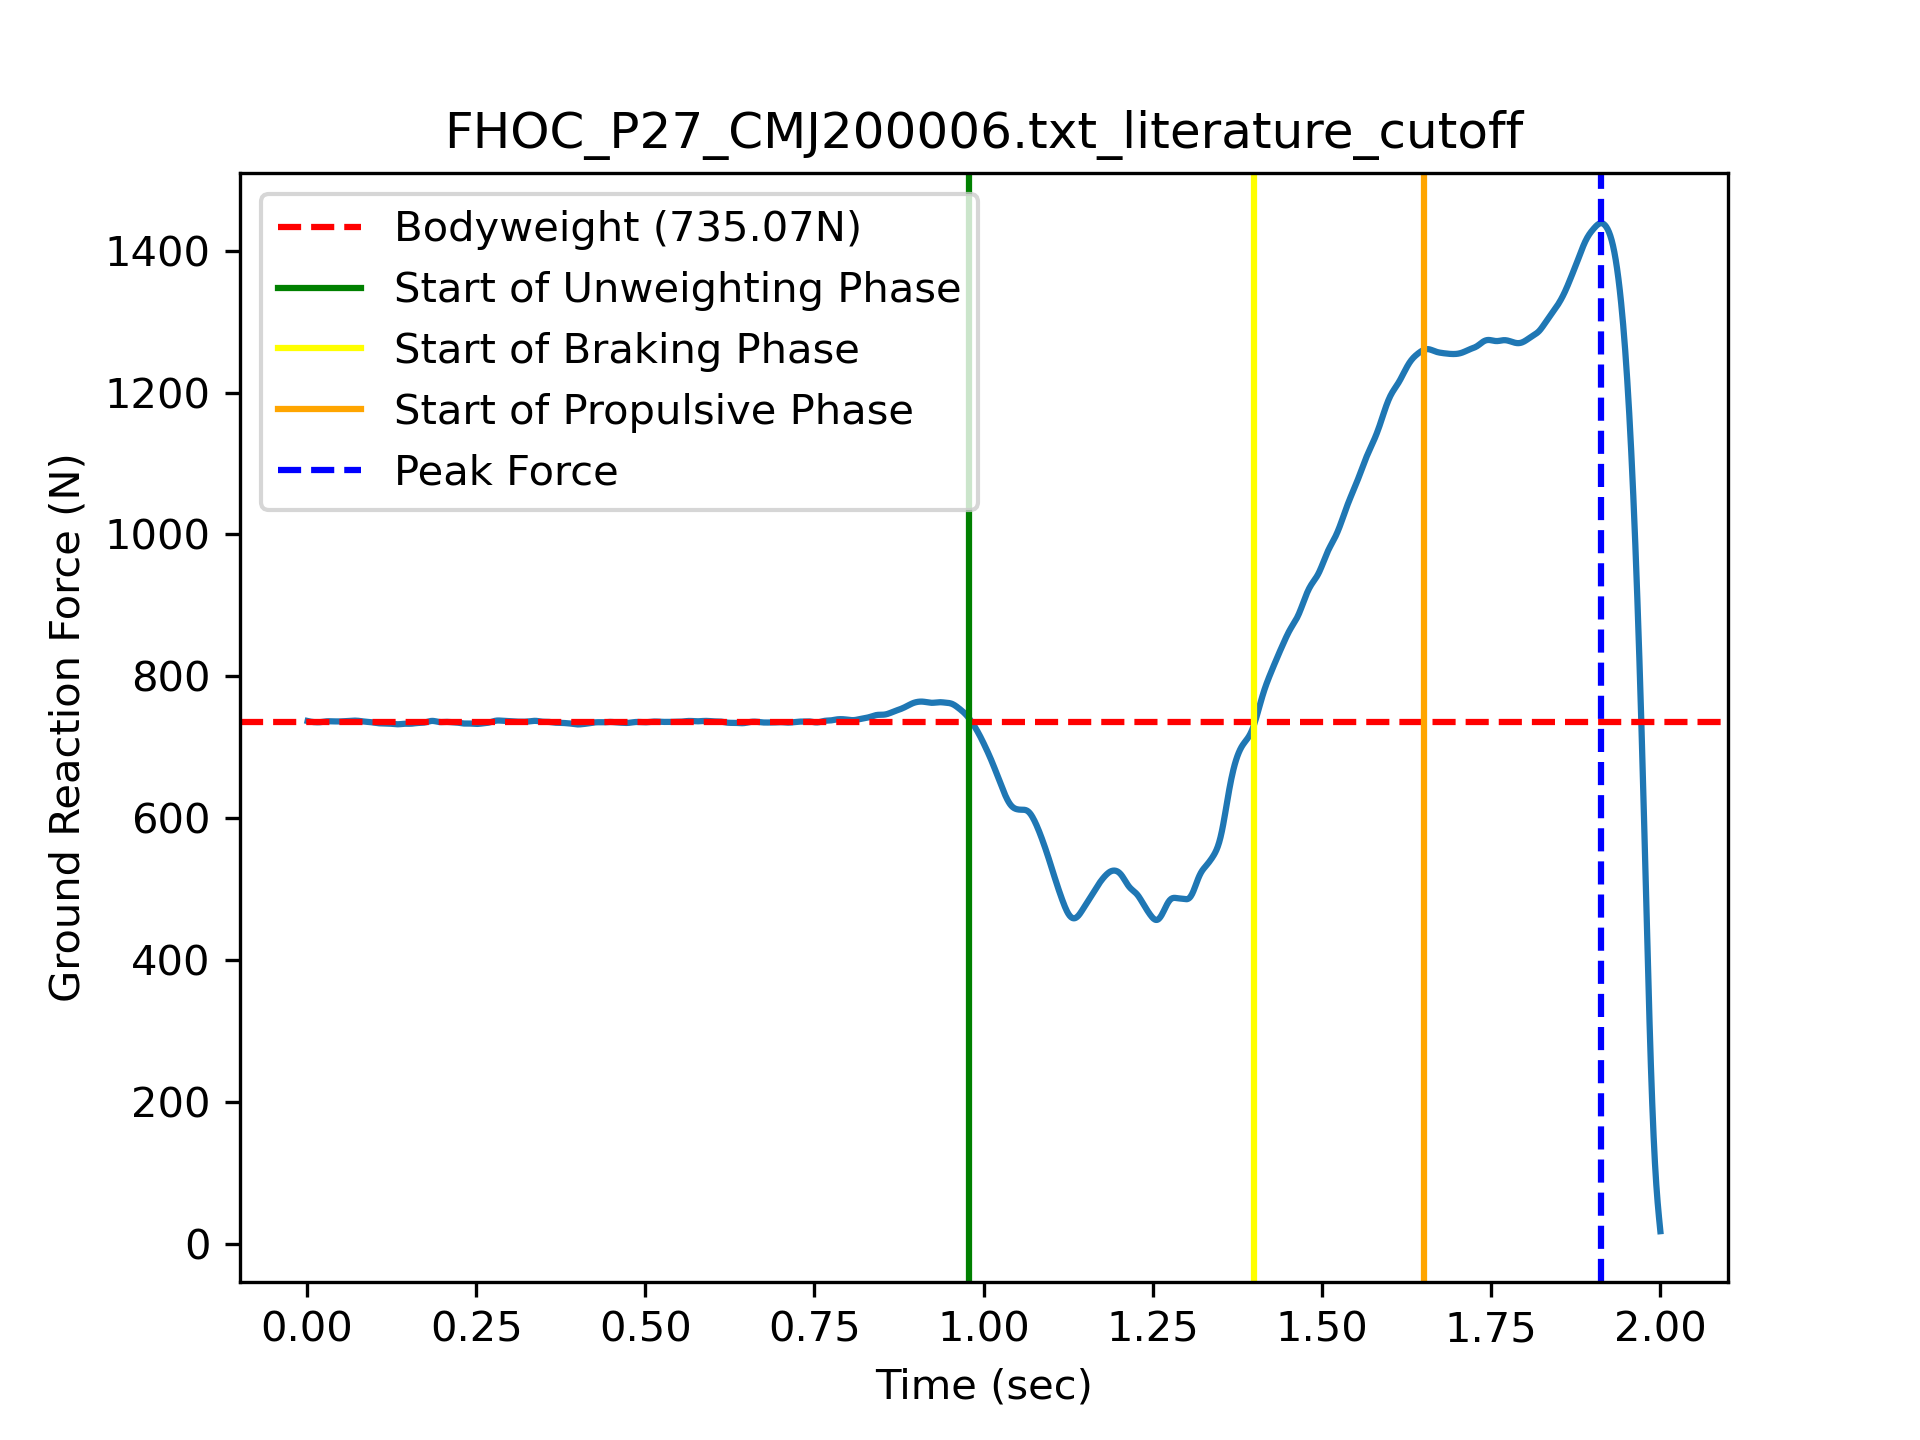 FHOC_P27_CMJ200006.txt_literature_cutoff
Bodyweight (735.07N)
Start of Unweighting Phase
Start of Braking Phase
Start of Propulsive Phase
Peak Force
Ground Reaction Force (N)
1400
1200
1000
800
600
400
200
0
0.00 0.25 0.50 0.75 1.00 1.25 1.50 1.75 2.00
Time (sec)